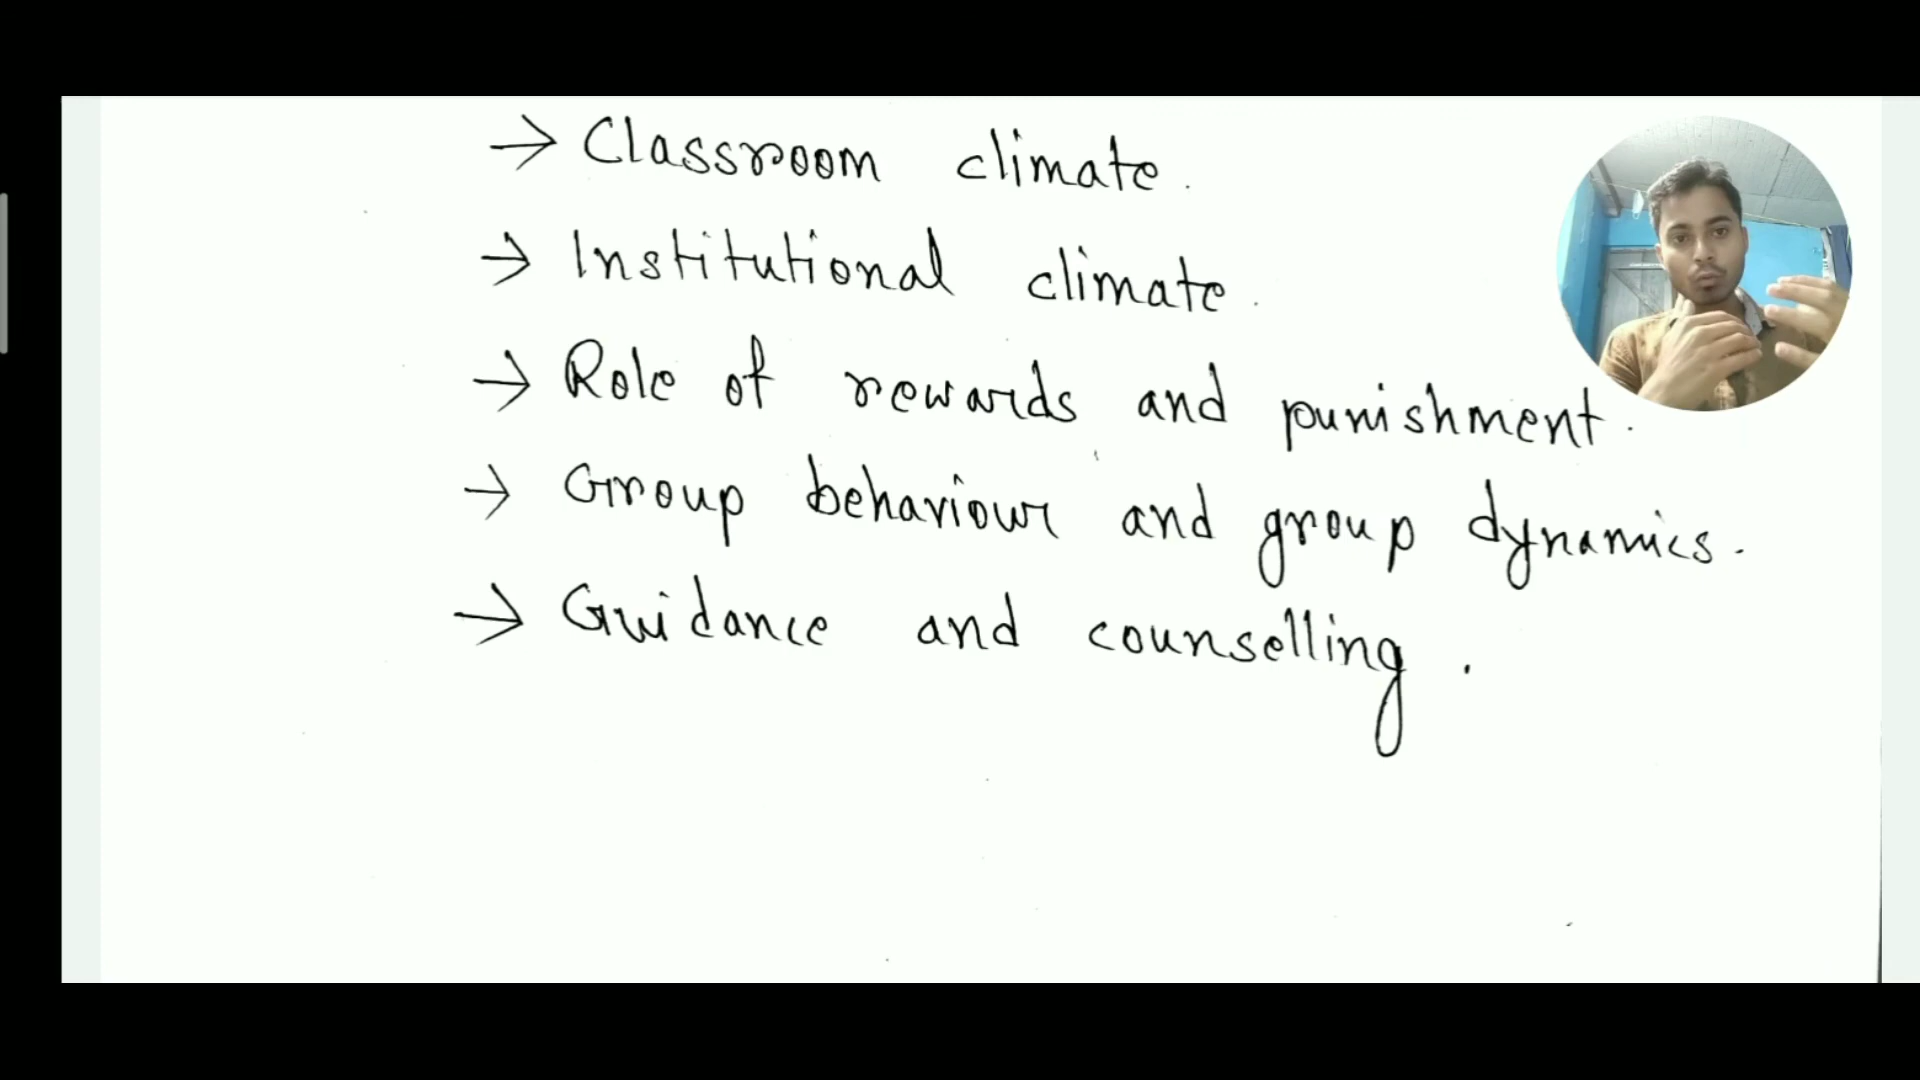 → Classroom climate.
→ Institutional climate.
→ Role of rewards and punishment.
→ Group behaviour and group dynamics.
→ Guidance and counselling.